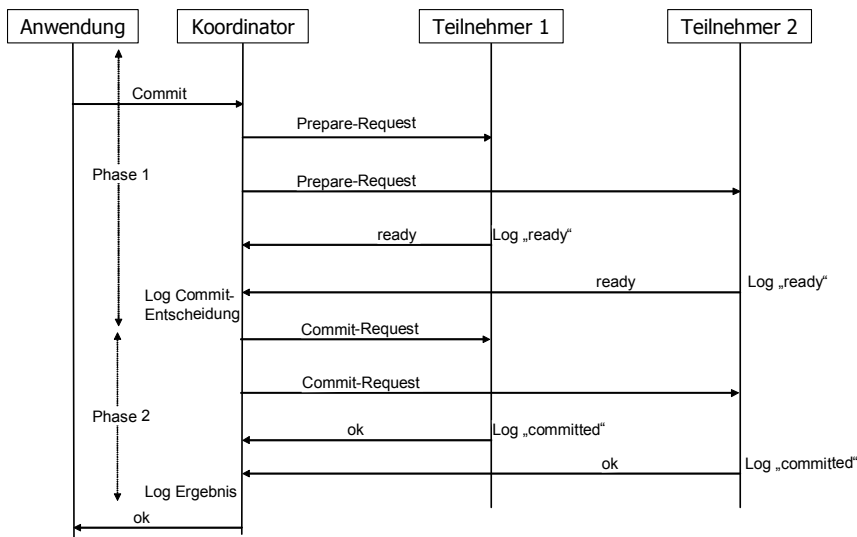 Anwendung
Koordinator
Teilnehmer 1
Teilnehmer 2
Commit
Prepare-Request
Phase 1
Prepare-Request
ready
Log „ready“
ready
Log „ready“
Log Commit-
Entscheidung
Commit-Request
Commit-Request
Phase 2
ok
Log „committed“
ok
Log „committed“
Log Ergebnis
ok